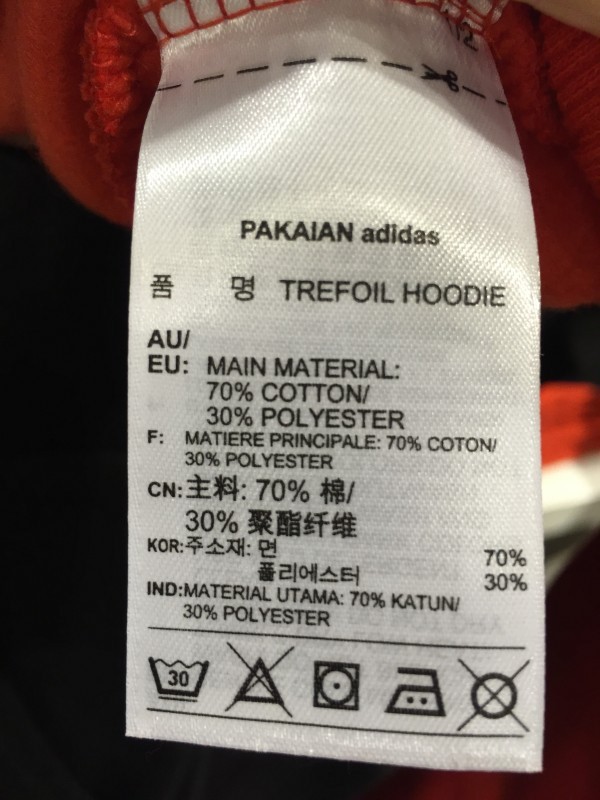 PAKAIAN adidas
품 명 TREFOIL HOODIE
AU/
EU: MAIN MATERIAL:
70% COTTON/
30% POLYESTER
F: MATIERE PRINCIPALE: 70% COTON/
30% POLYESTER
CN:主料: 70% 棉/
30% 聚酯纤维
KOR:주소재: 면 70%
폴리에스터 30%
IND:MATERIAL UTAMA: 70% KATUN/
30% POLYESTER
30